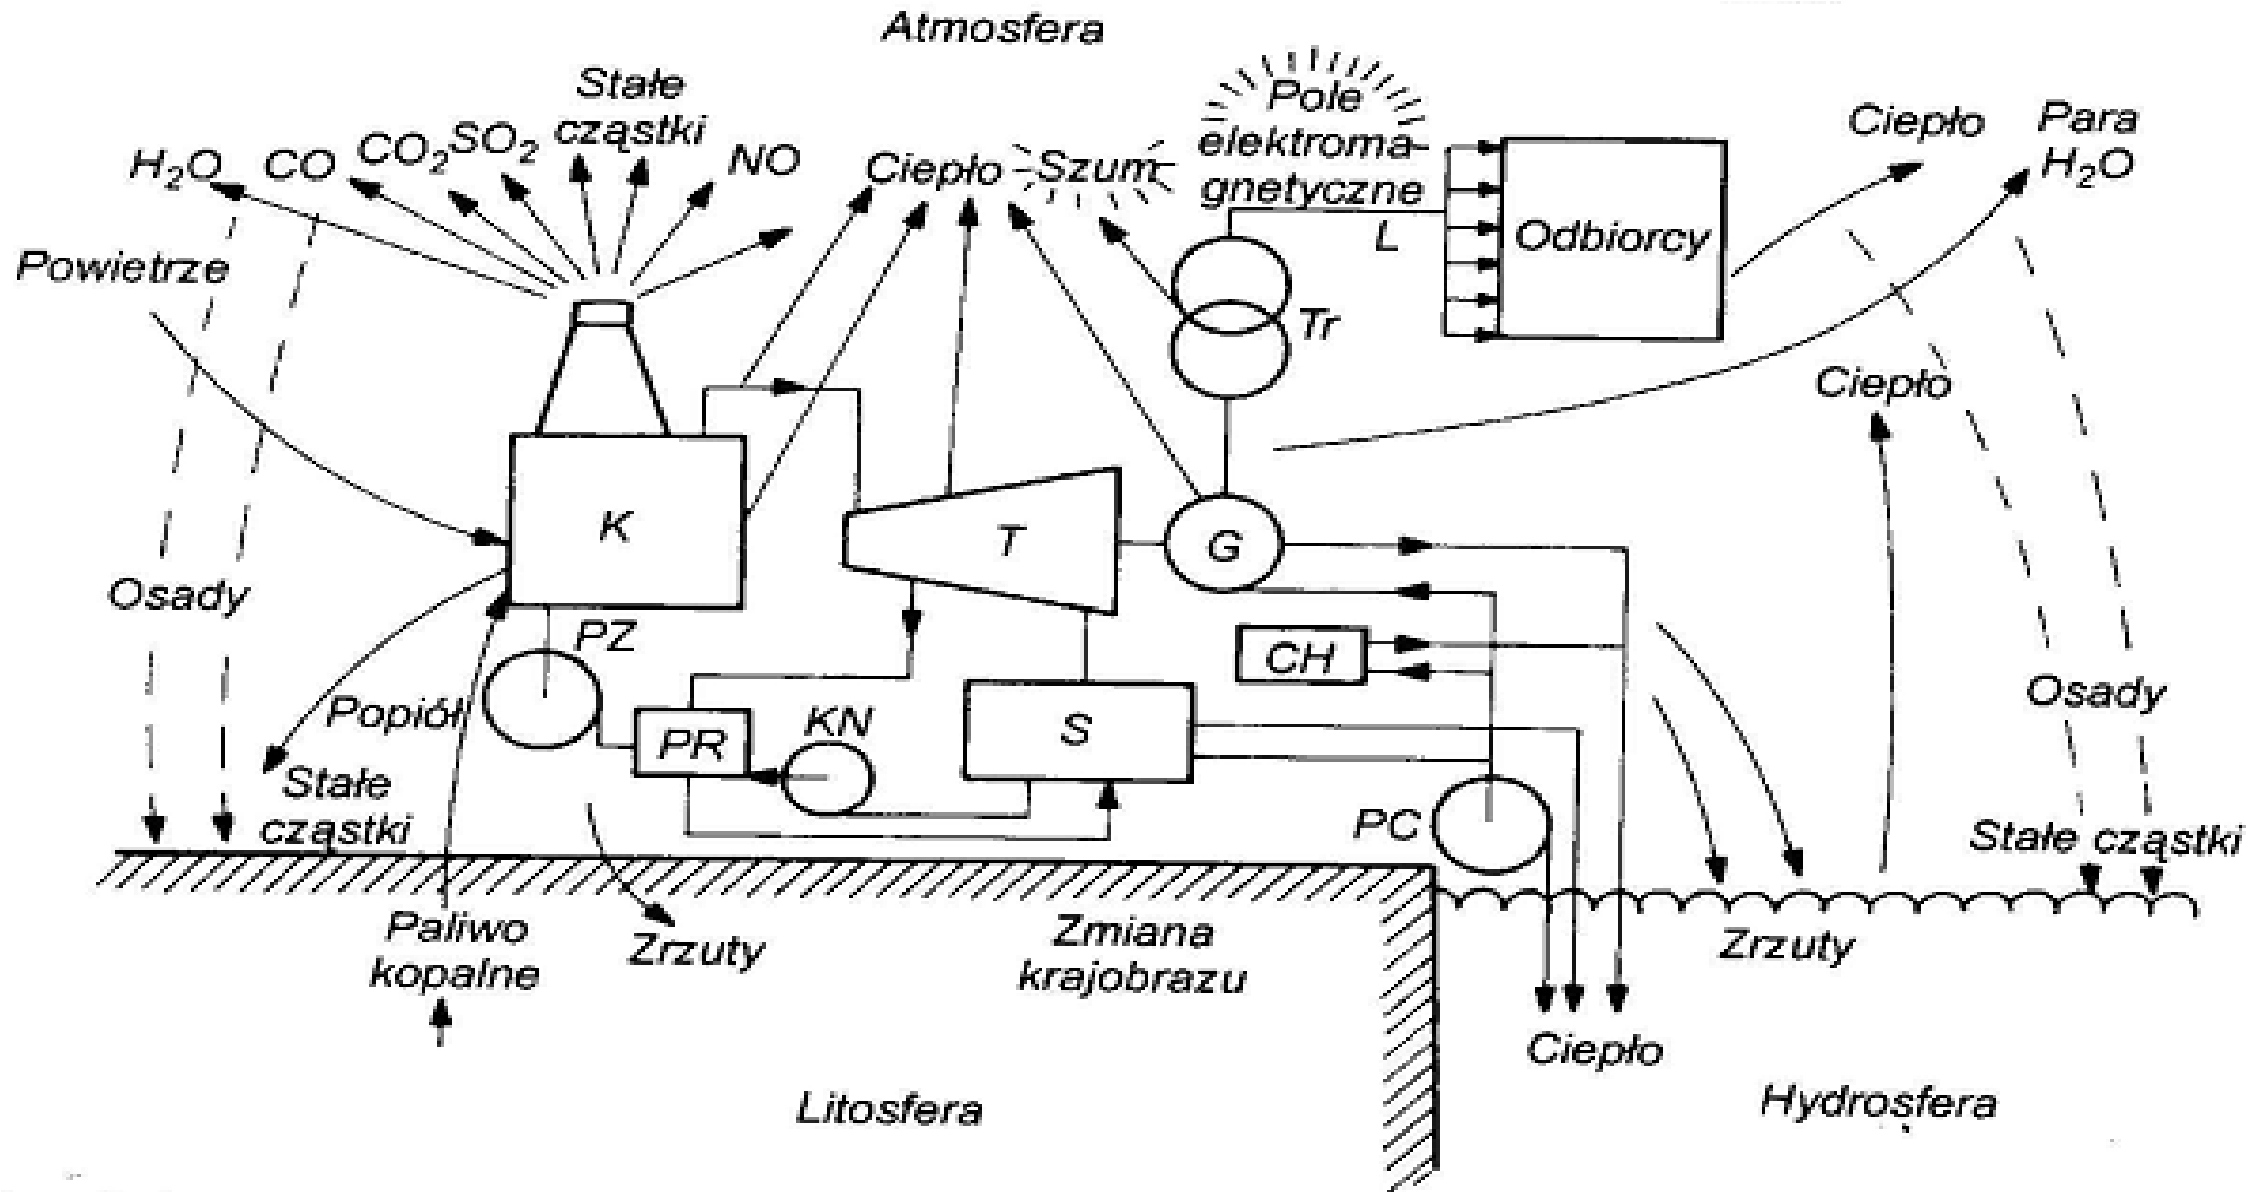 Atmosfera
Stałe
cząstki
H₂O CO CO₂ SO₂
NO
Ciepło
Szum
Pole
elektroma-
gnetyczne
L
Odbiorcy
Ciepło
Para
H₂O
Powietrze
Tr
Ciepło
K
T
G
Osady
PZ
CH
Popiół
PR
KN
S
Osady
Stałe
cząstki
PC
Stałe cząstki
Paliwo
kopalne
Zrzuty
Zmiana
krajobrazu
Zrzuty
Ciepło
Litosfera
Hydrosfera